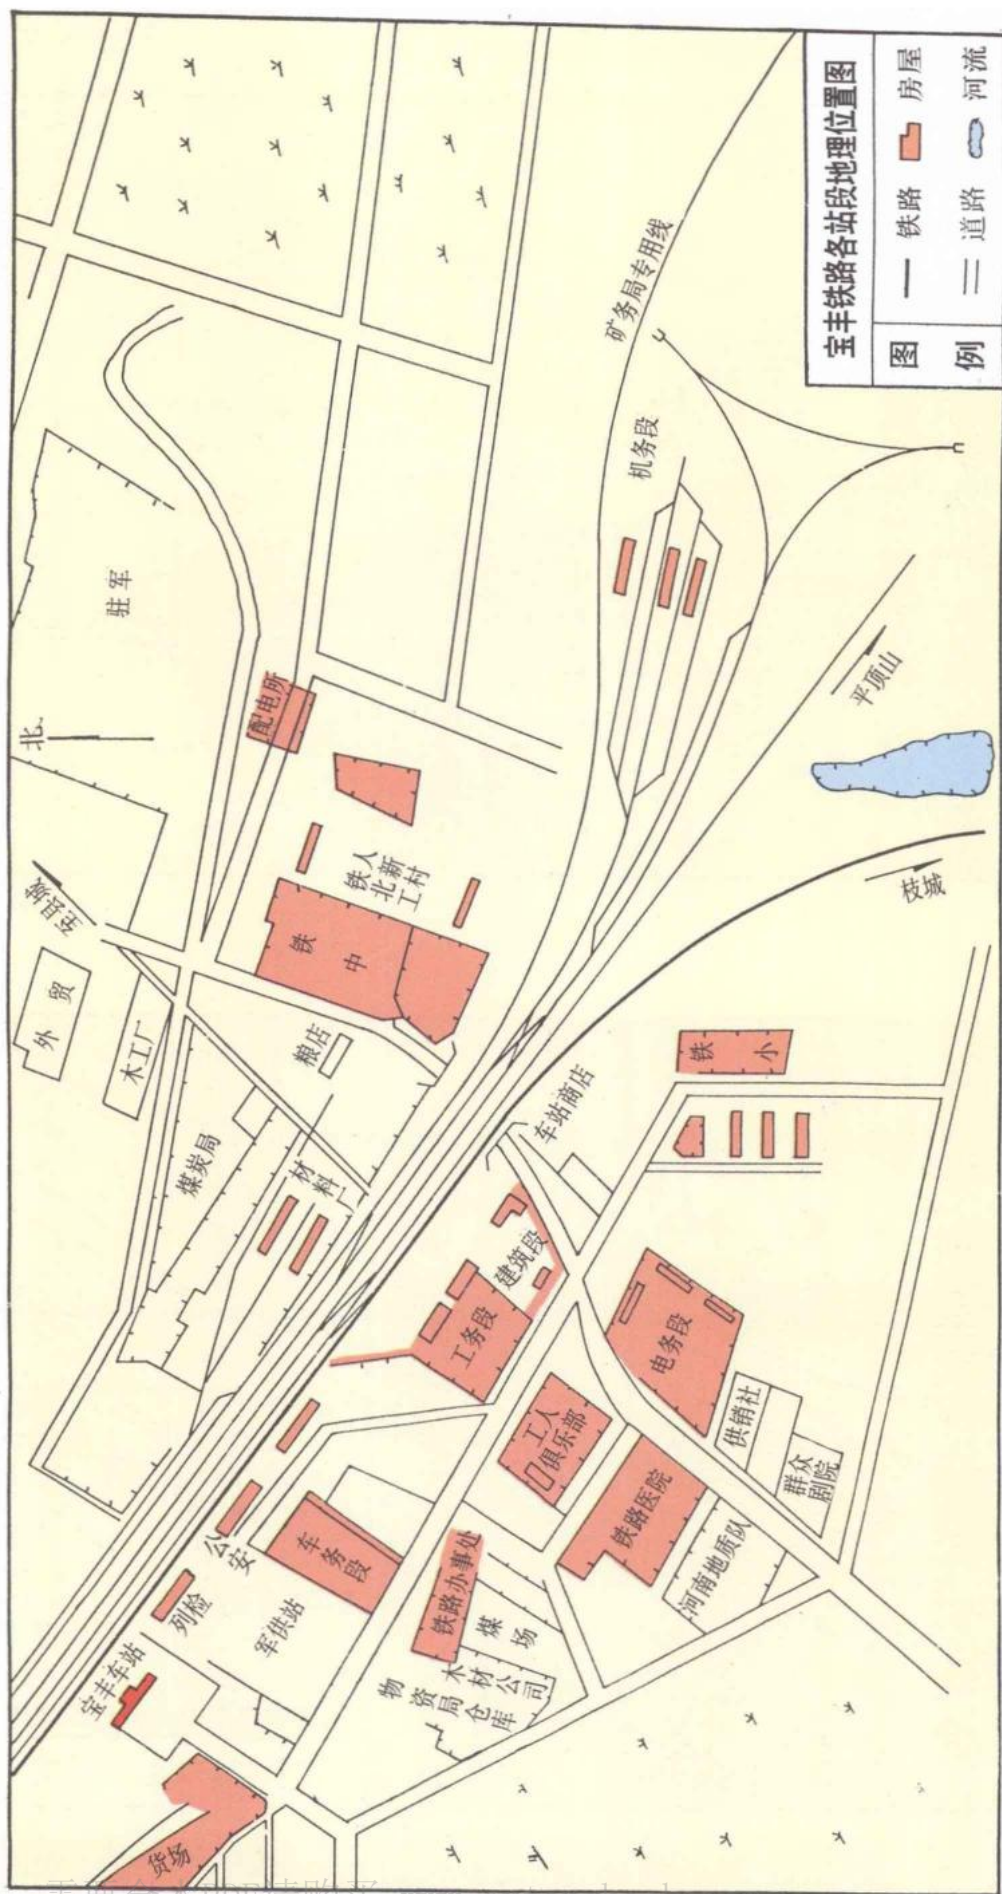 宝丰铁路各站段地理位置图
图例
铁路
房屋
道路
河流
北
驻军
配电所
宝县城
外贸
木工厂
煤炭局
材料厂
粮店
铁中
铁北新村
工人
矿务局专用线
机务段
平顶山
车站商店
铁小
建筑段
工务段
电务段
供销社
群众剧院
工人俱乐部
铁路医院
河南地质队
公安
列检
宝丰车站
车务段
军供站
铁路办事处
煤场
木材公司
物资局仓库
货场